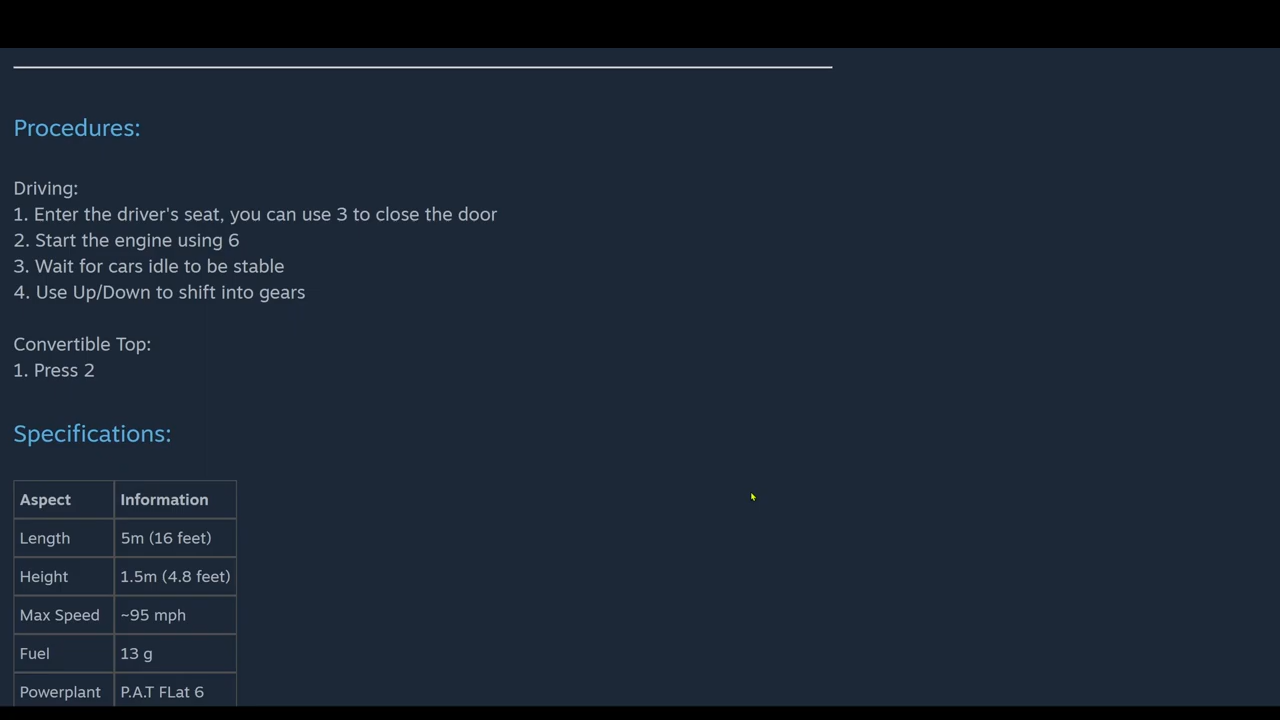 Procedures:
Driving:
1. Enter the driver's seat, you can use 3 to close the door
2. Start the engine using 6
3. Wait for cars idle to be stable
4. Use Up/Down to shift into gears
Convertible Top:
1. Press 2
Specifications:
Aspect Information
Length 5m (16 feet)
Height 1.5m (4.8 feet)
Max Speed ~95 mph
Fuel 13 g
Powerplant P.A.T FLat 6